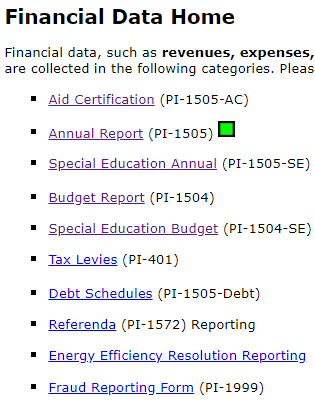 Financial Data Home
Financial data, such as revenues, expenses,
are collected in the following categories. Pleas
Aid Certification (PI-1505-AC)
Annual Report (PI-1505)
Special Education Annual (PI-1505-SE)
Budget Report (PI-1504)
Special Education Budget (PI-1504-SE)
Tax Levies (PI-401)
Debt Schedules (PI-1505-Debt)
Referenda (PI-1572) Reporting
Energy Efficiency Resolution Reporting
Fraud Reporting Form (PI-1999)